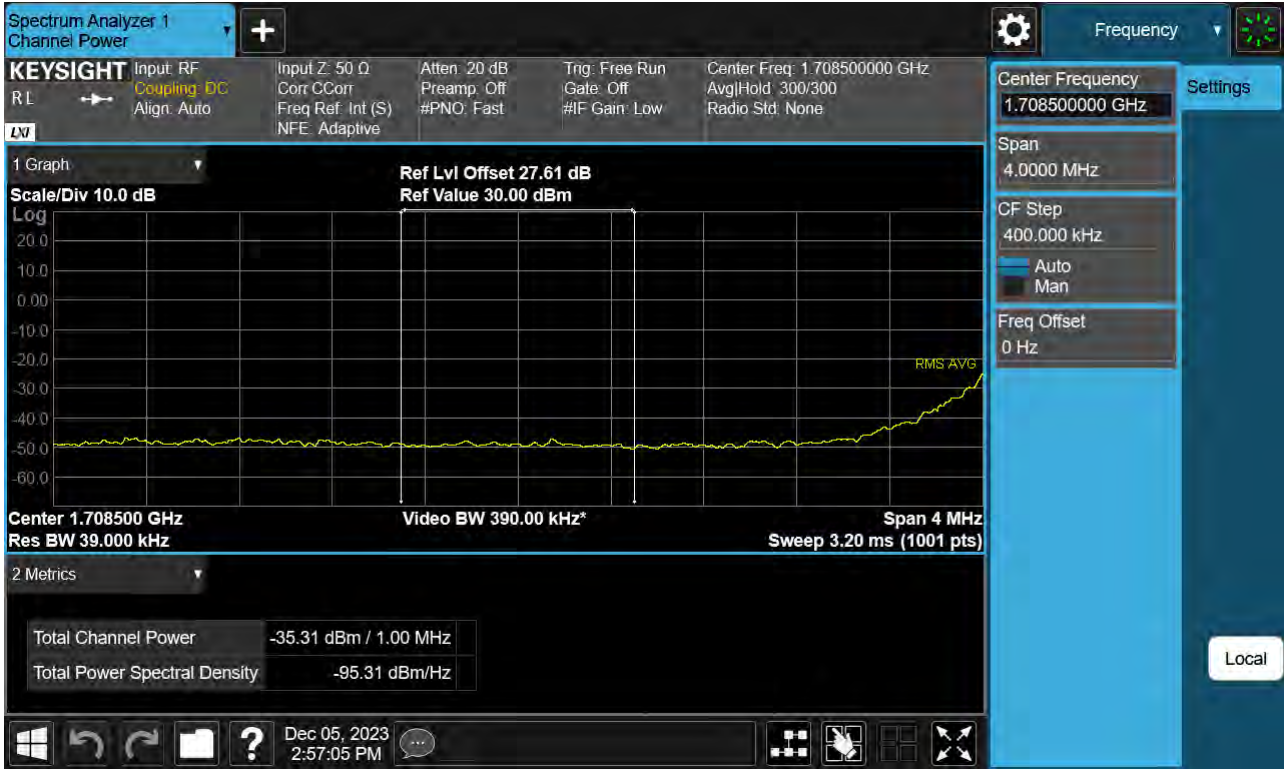 Spectrum Analyzer 1
Channel Power
Frequency
KEYSIGHT
R L
LXI
Input: RF
Coupling: DC
Align: Auto
Input Z: 50 Ω
Corr CCorr
Freq Ref: Int (S)
NFE: Adaptive
Atten: 20 dB
Preamp: Off
#PNO: Fast
Trig: Free Run
Gate: Off
#IF Gain: Low
Center Freq: 1.708500000 GHz
Avg|Hold: 300/300
Radio Std: None
1 Graph
Scale/Div 10.0 dB
Ref Lvl Offset 27.61 dB
Ref Value 30.00 dBm
Log
20.0
10.0
0.00
-10.0
-20.0
-30.0
-40.0
-50.0
-60.0
RMS AVG
Center 1.708500 GHz
Video BW 390.00 kHz*
Span 4 MHz
Res BW 39.000 kHz
Sweep 3.20 ms (1001 pts)
2 Metrics
Total Channel Power -35.31 dBm / 1.00 MHz
Total Power Spectral Density -95.31 dBm/Hz
Center Frequency
1.708500000 GHz
Span
4.0000 MHz
CF Step
400.000 kHz
Auto
Man
Freq Offset
0 Hz
Settings
Local
?
Dec 05, 2023
2:57:05 PM